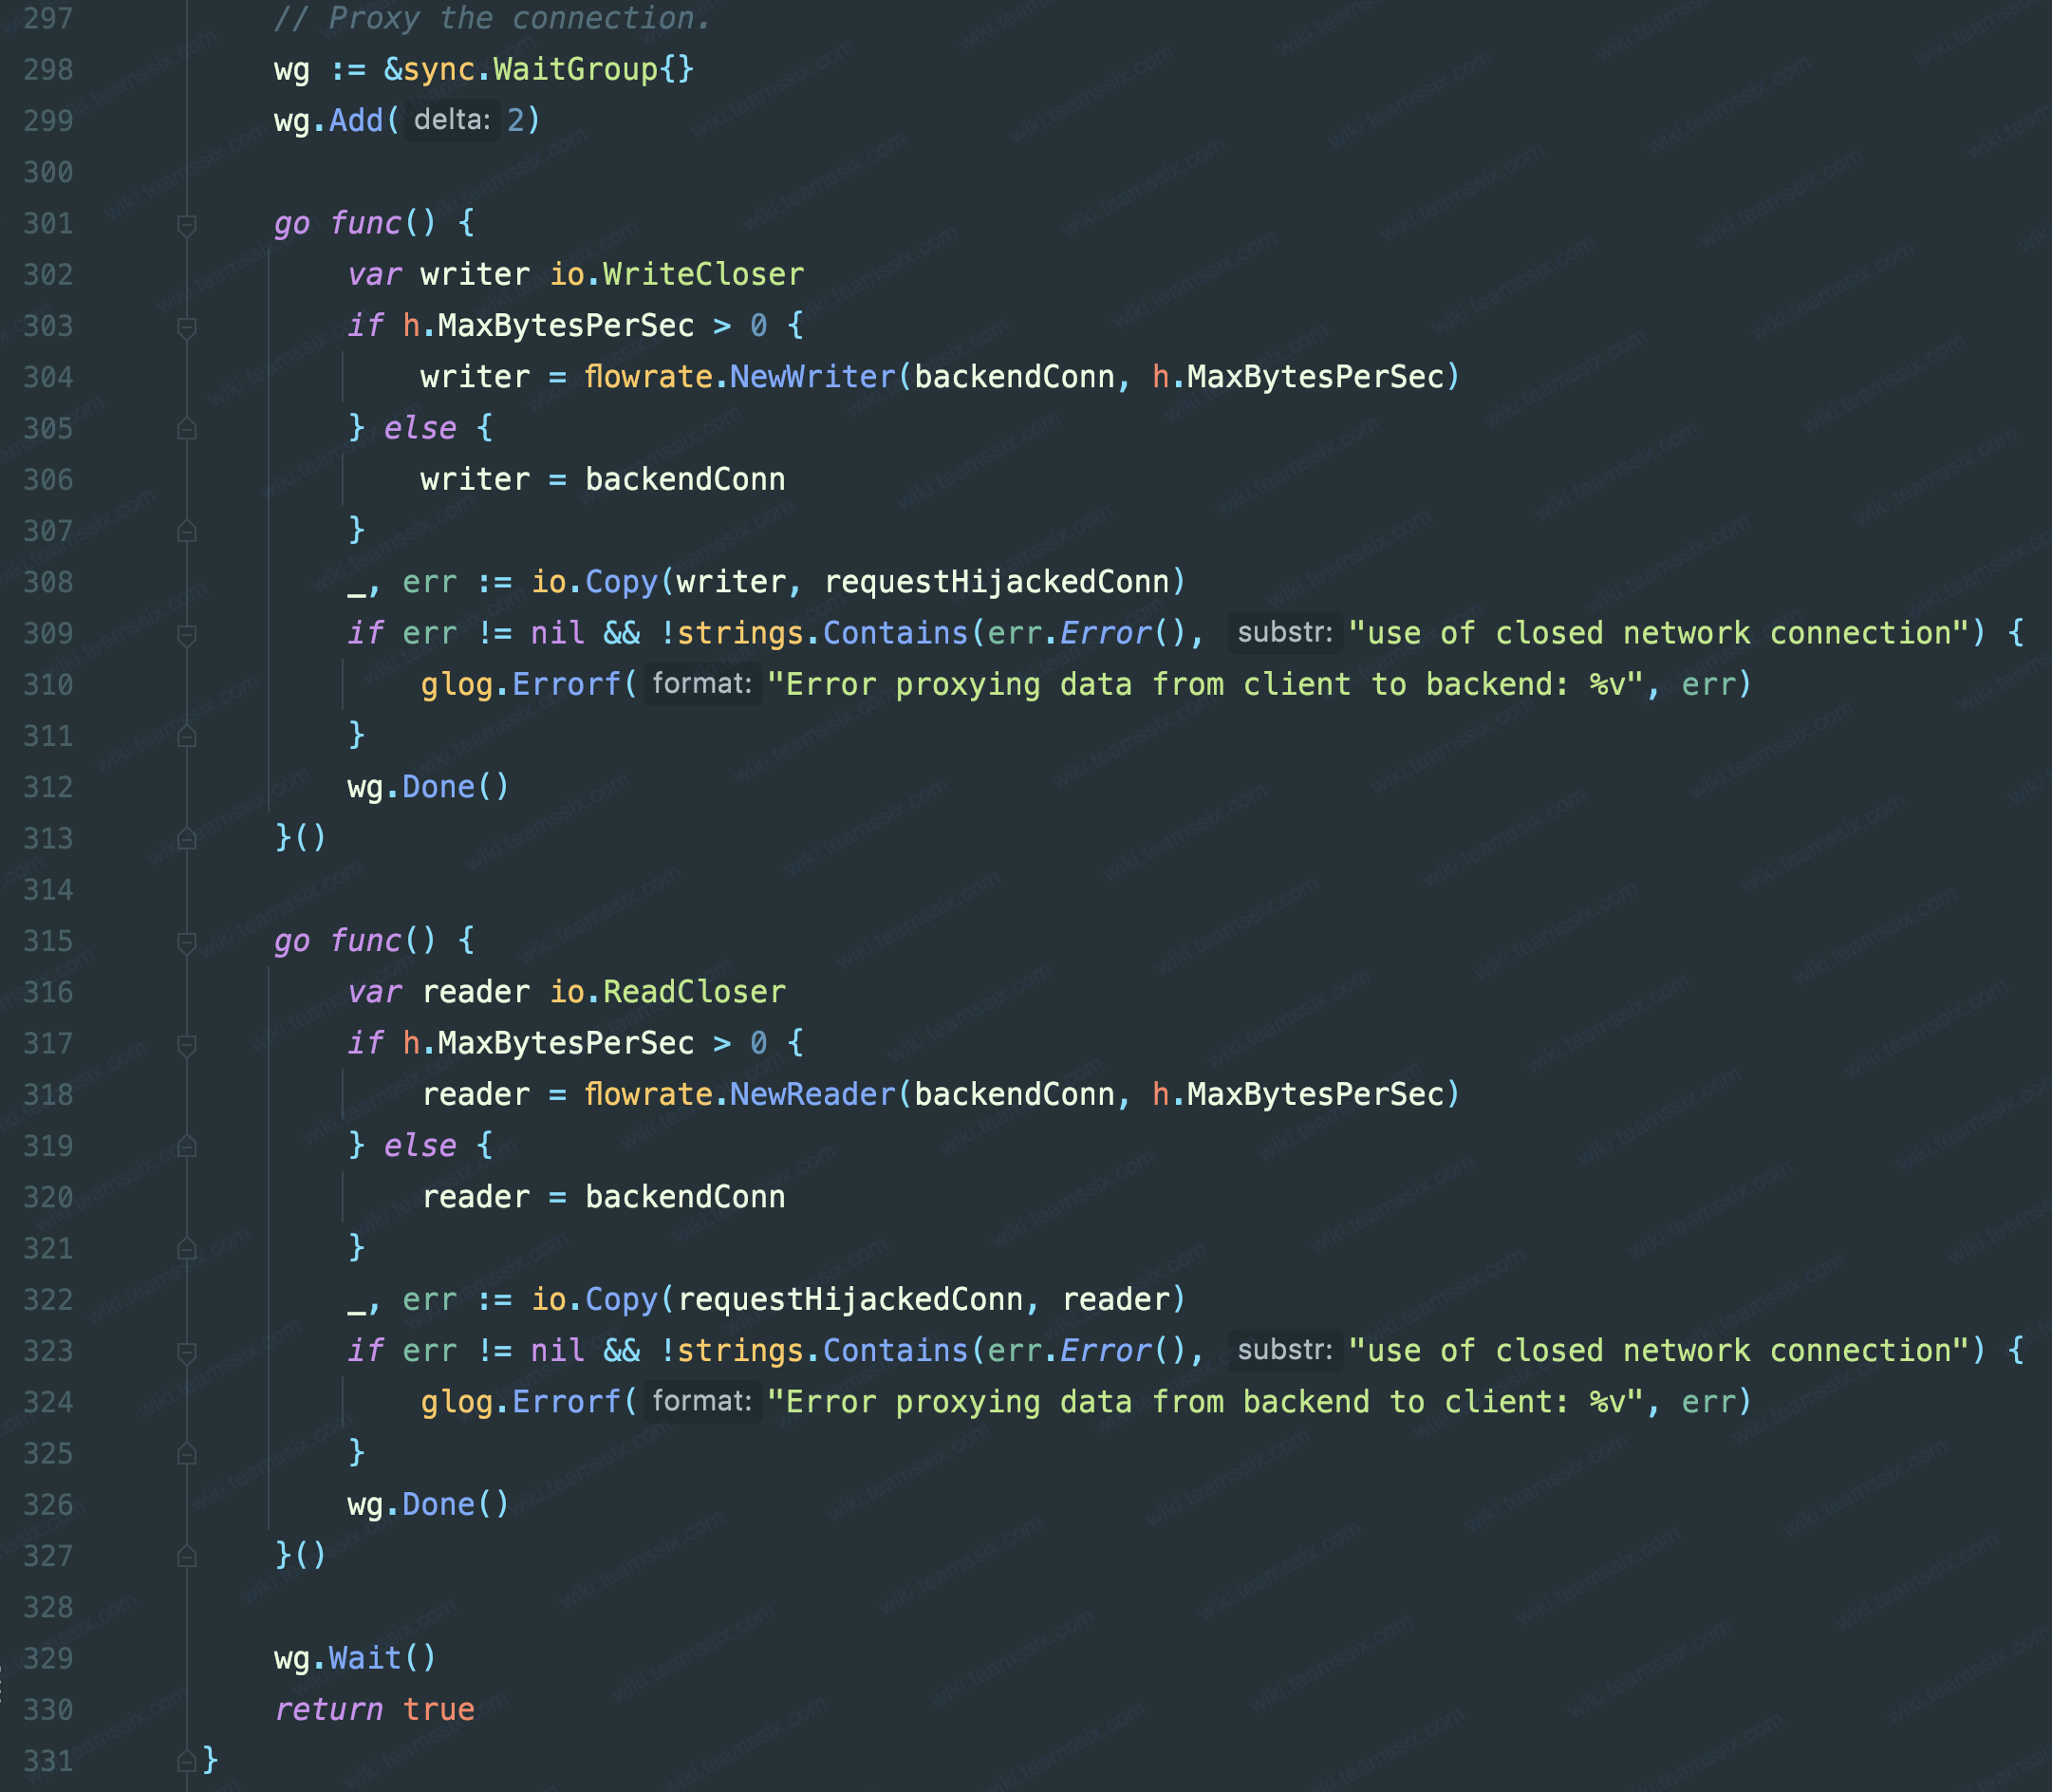 297 // Proxy the connection.
298 wg := &sync.WaitGroup{}
299 wg.Add( delta: 2)
300
301 go func() {
302 var writer io.WriteCloser
303 if h.MaxBytesPerSec > 0 {
304 writer = flowrate.NewWriter(backendConn, h.MaxBytesPerSec)
305 } else {
306 writer = backendConn
307 }
308 _, err := io.Copy(writer, requestHijackedConn)
309 if err != nil && !strings.Contains(err.Error(), substr: "use of closed network connection") {
310 glog.Errorf( format: "Error proxying data from client to backend: %v", err)
311 }
312 wg.Done()
313 }()
314
315 go func() {
316 var reader io.ReadCloser
317 if h.MaxBytesPerSec > 0 {
318 reader = flowrate.NewReader(backendConn, h.MaxBytesPerSec)
319 } else {
320 reader = backendConn
321 }
322 _, err := io.Copy(requestHijackedConn, reader)
323 if err != nil && !strings.Contains(err.Error(), substr: "use of closed network connection") {
324 glog.Errorf( format: "Error proxying data from backend to client: %v", err)
325 }
326 wg.Done()
327 }()
328
329 wg.Wait()
330 return true
331 }
wiki.teamssix.com